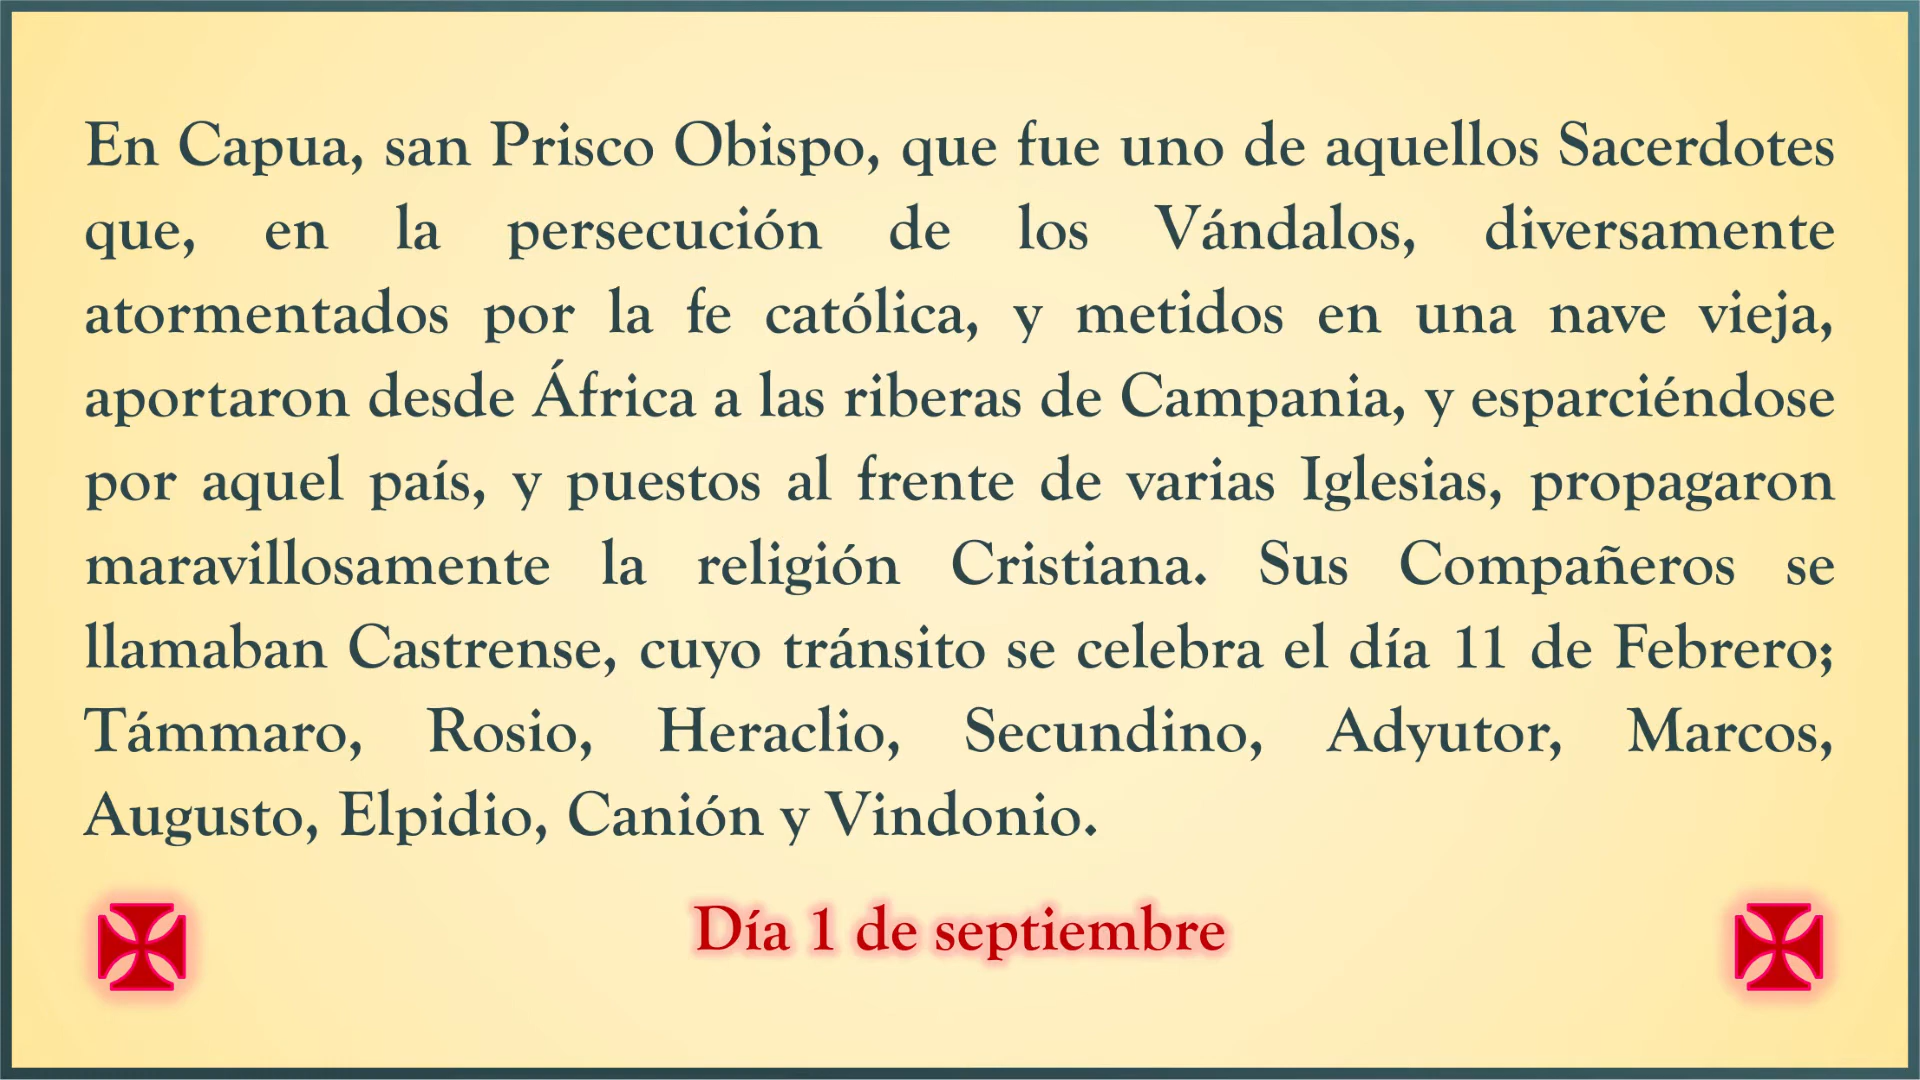 En Capua, san Prisco Obispo, que fue uno de aquellos Sacerdotes
que, en la persecución de los Vándalos, diversamente
atormentados por la fe católica, y metidos en una nave vieja,
aportaron desde África a las riberas de Campania, y esparciéndose
por aquel país, y puestos al frente de varias Iglesias, propagaron
maravillosamente la religión Cristiana. Sus Compañeros se
llamaban Castrense, cuyo tránsito se celebra el día 11 de Febrero;
Támmaro, Rosio, Heraclio, Secundino, Adyutor, Marcos,
Augusto, Elpidio, Canión y Vindonio.
Día 1 de septiembre